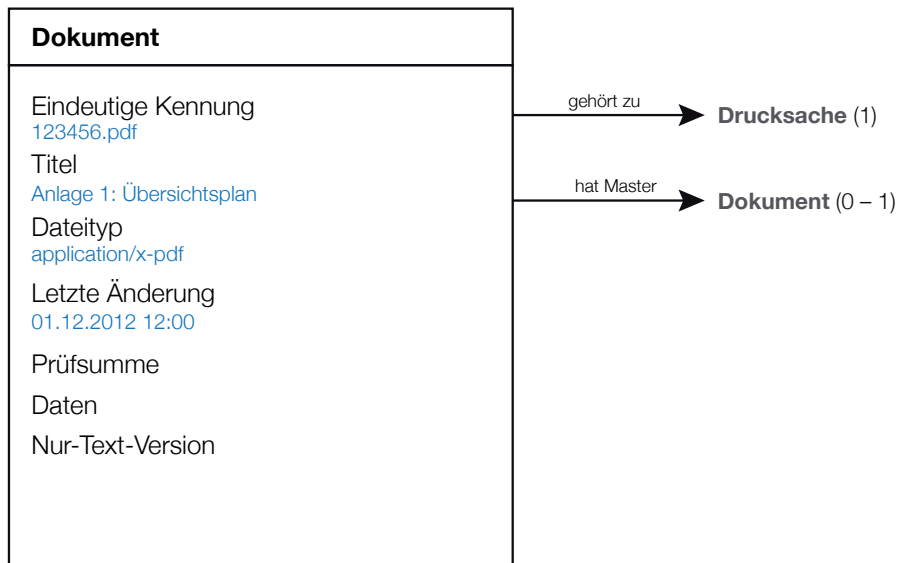 Dokument
Eindeutige Kennung
123456.pdf
Titel
Anlage 1: Übersichtsplan
Dateityp
application/x-pdf
Letzte Änderung
01.12.2012 12:00
Prüfsumme
Daten
Nur-Text-Version
gehört zu
Drucksache (1)
hat Master
Dokument (0 – 1)